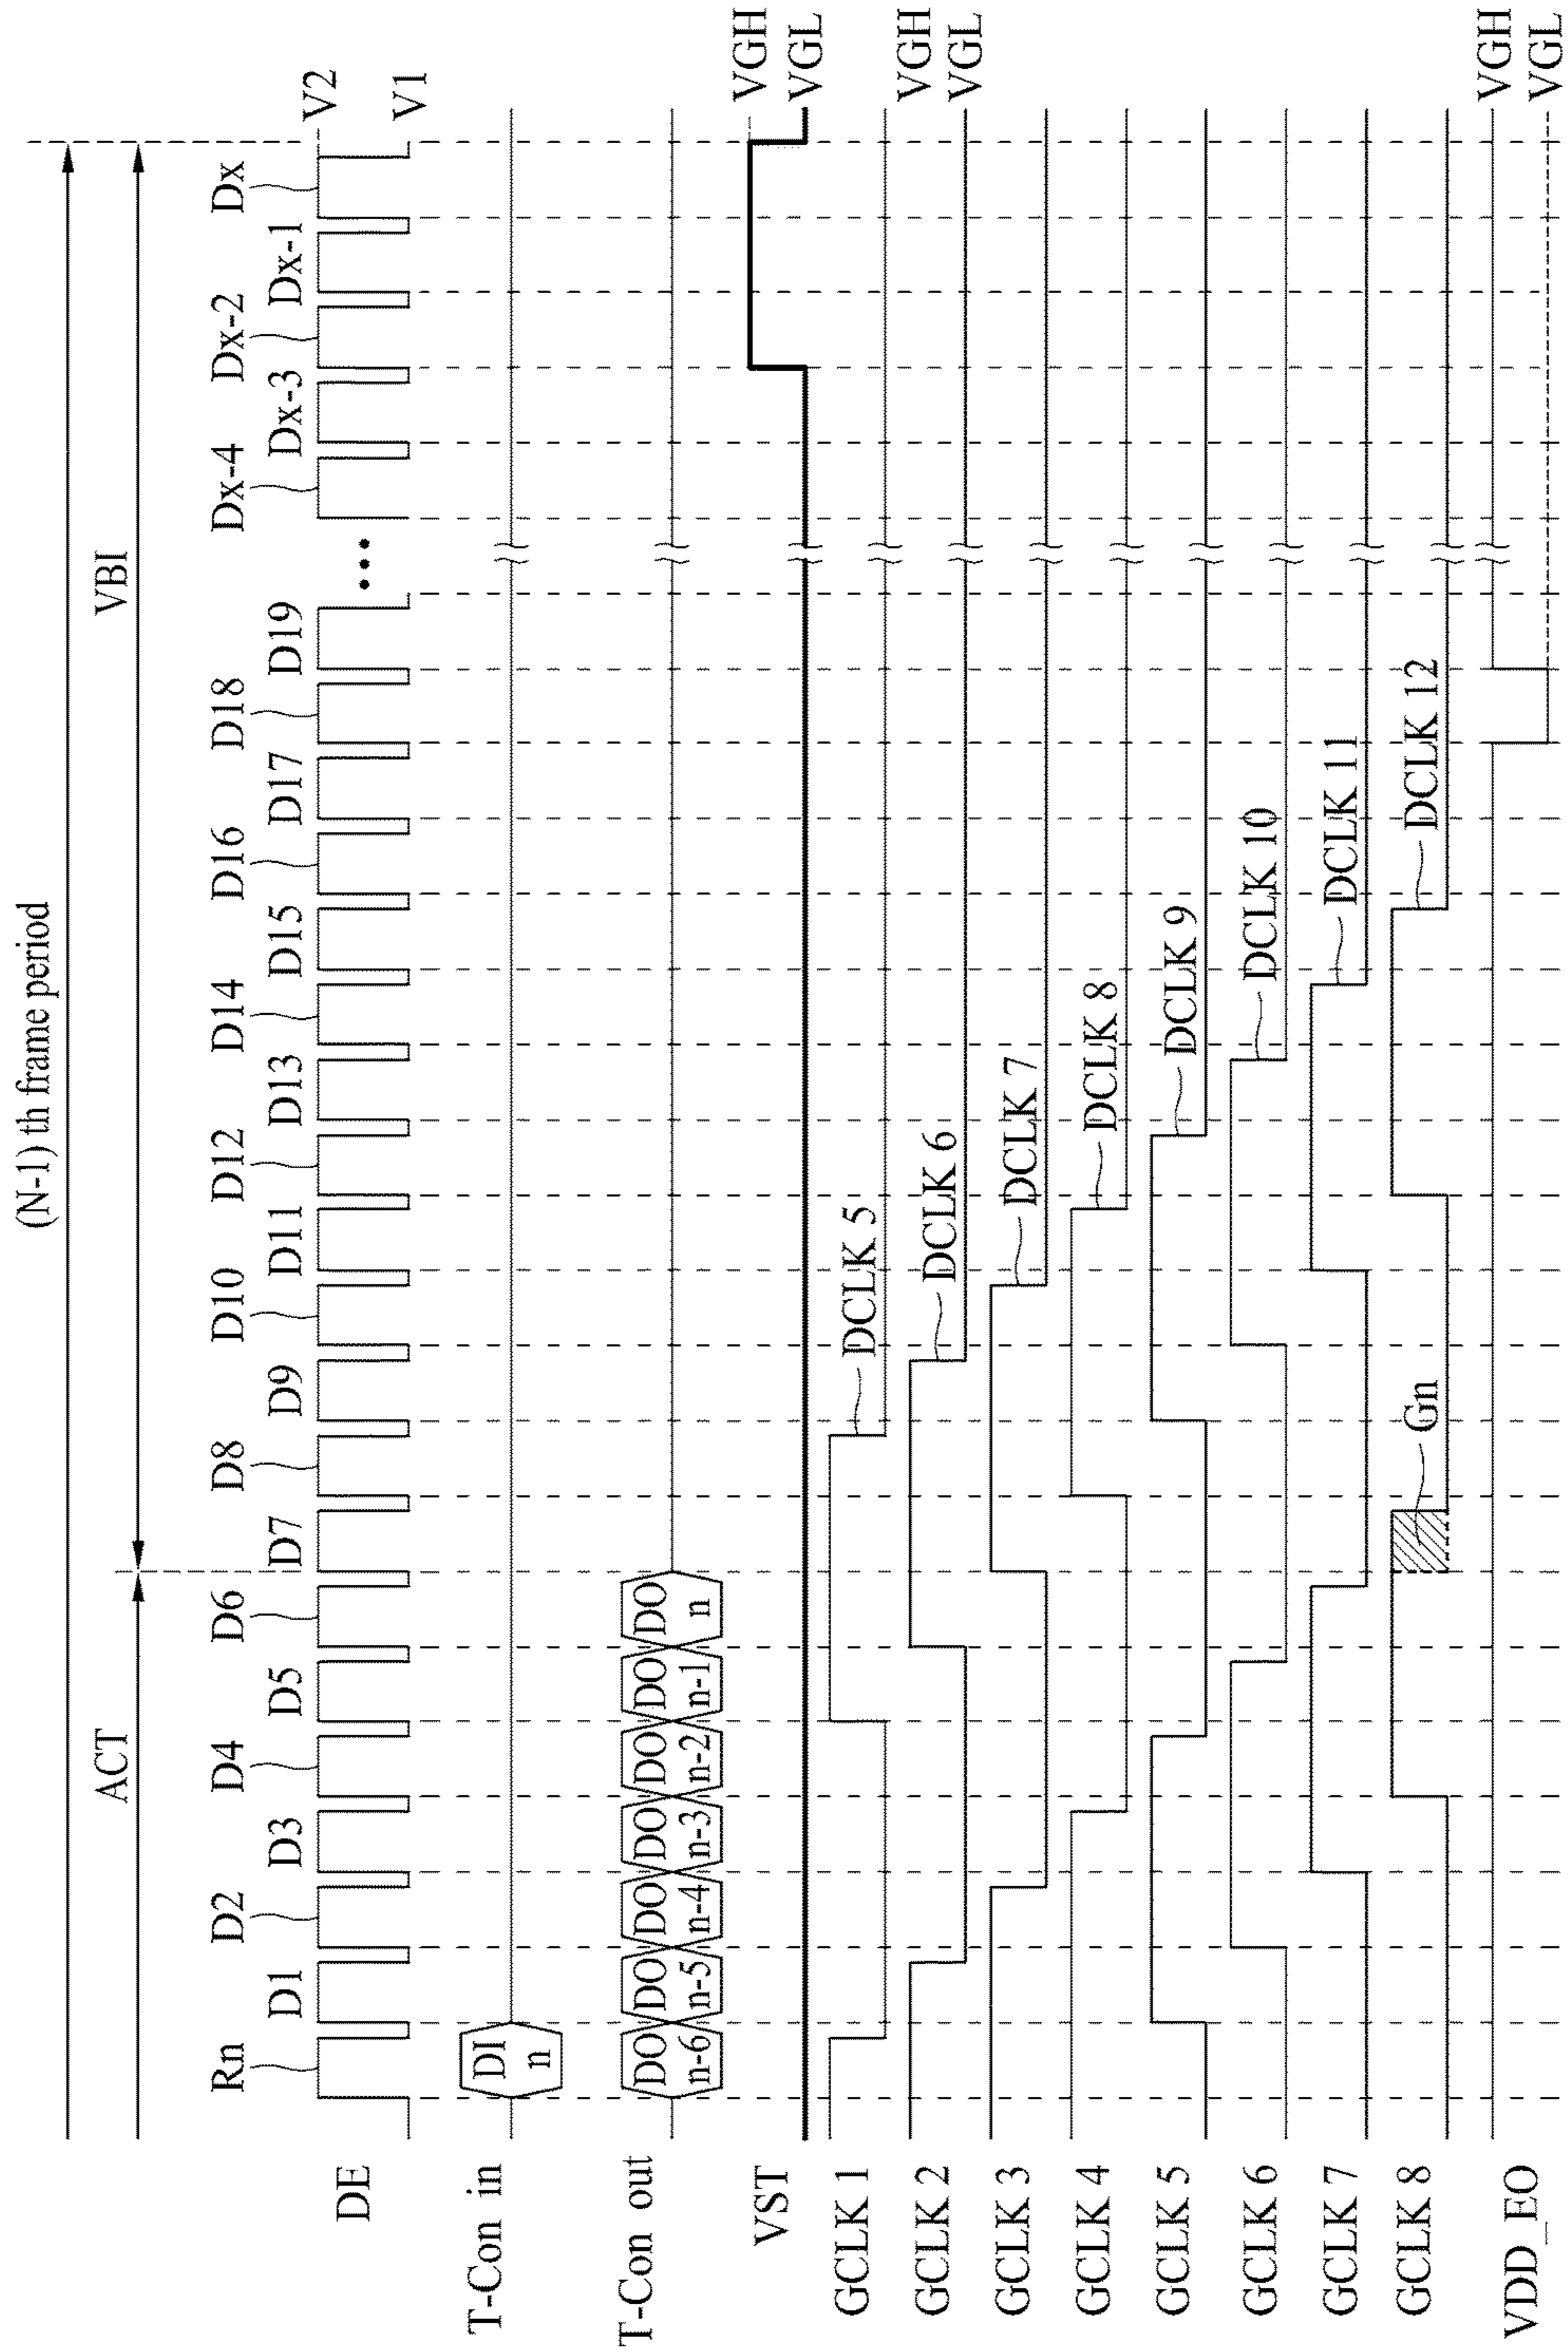 (N-1) th frame period
ACT
VBI
Rn
D1
D2
D3
D4
D5
D6
D7
D8
D9
D10
D11
D12
D13
D14
D15
D16
D17
D18
D19
•••
Dx-4
Dx-3
Dx-2
Dx-1
Dx
DE
V2
V1
T-Con in
DI
n
T-Con out
DO
n-6
DO
n-5
DO
n-4
DO
n-3
DO
n-2
DO
n-1
DO
n
VST
VGH
VGL
GCLK 1
DCLK 5
GCLK 2
DCLK 6
VGH
VGL
GCLK 3
DCLK 7
GCLK 4
DCLK 8
GCLK 5
DCLK 9
GCLK 6
DCLK 10
GCLK 7
DCLK 11
GCLK 8
Gn
DCLK 12
VDD_EO
VGH
VGL